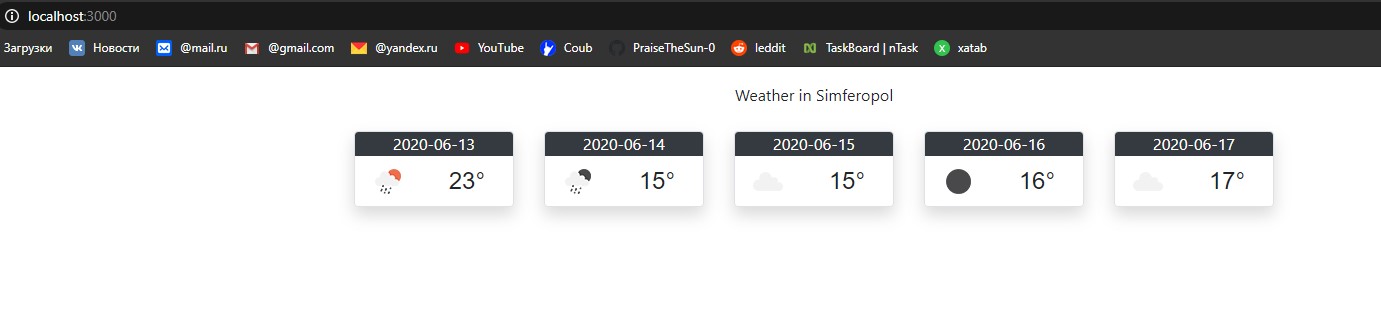 localhost:3000
Загрузки Новости @mail.ru @gmail.com @yandex.ru YouTube Coub PraiseTheSun-0 leddit TaskBoard | nTask xatab
Weather in Simferopol
2020-06-13 2020-06-14 2020-06-15 2020-06-16 2020-06-17
23° 15° 15° 16° 17°